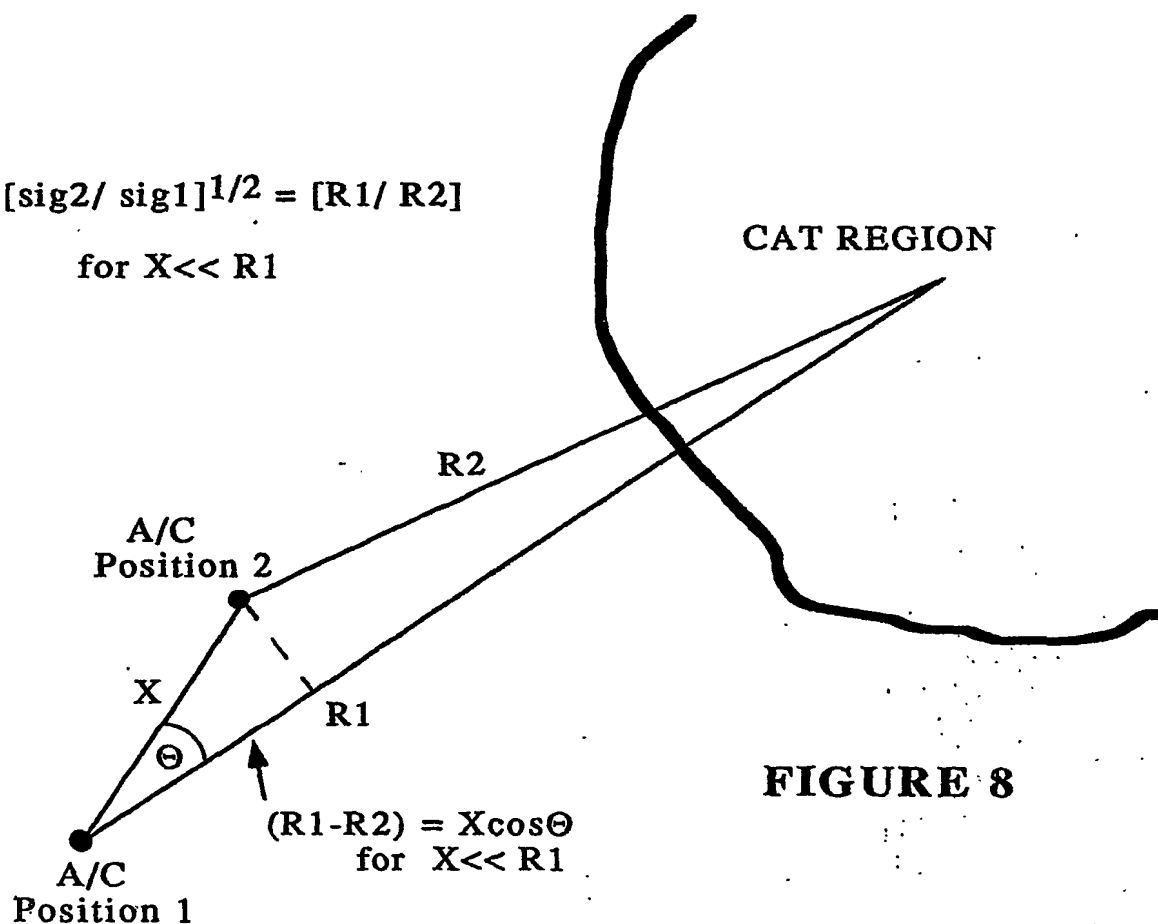 [sig2/ sig1]1/2 = [R1/ R2]
for X<< R1
CAT REGION
R2
A/C
Position 2
X
R1
Θ
FIGURE 8
(R1-R2) = XcosΘ
for X<< R1
A/C
Position 1